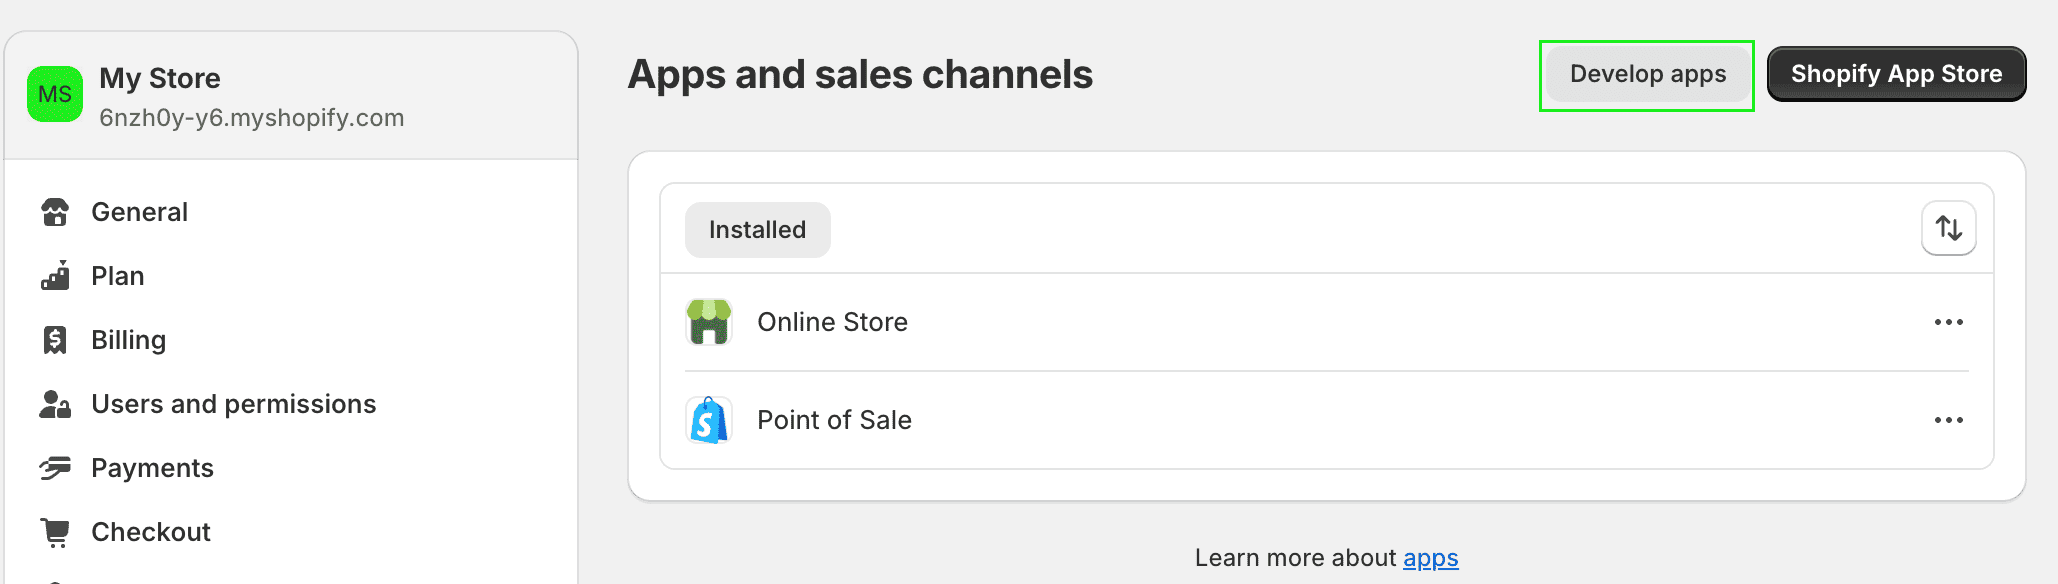 MS
My Store
6nzh0y-y6.myshopify.com
General
Plan
Billing
Users and permissions
Payments
Checkout
Apps and sales channels
Develop apps
Shopify App Store
Installed
Online Store
Point of Sale
Learn more about apps